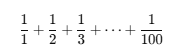 1/1 + 1/2 + 1/3 + ··· + 1/100